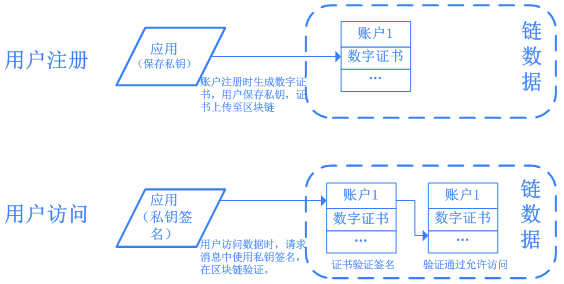 用户注册
应用
（保存私钥）
账户注册时生成数字证
书，用户保存私钥，证
书上传至区块链
账户1
数字证书
...
链
数
据
用户访问
应用
（私钥签
名）
用户访问数据时，请求
消息中使用私钥签名，
在区块链验证。
账户1
数字证书
...
证书验证签名
账户1
数字证书
...
验证通过允许访问
链
数
据